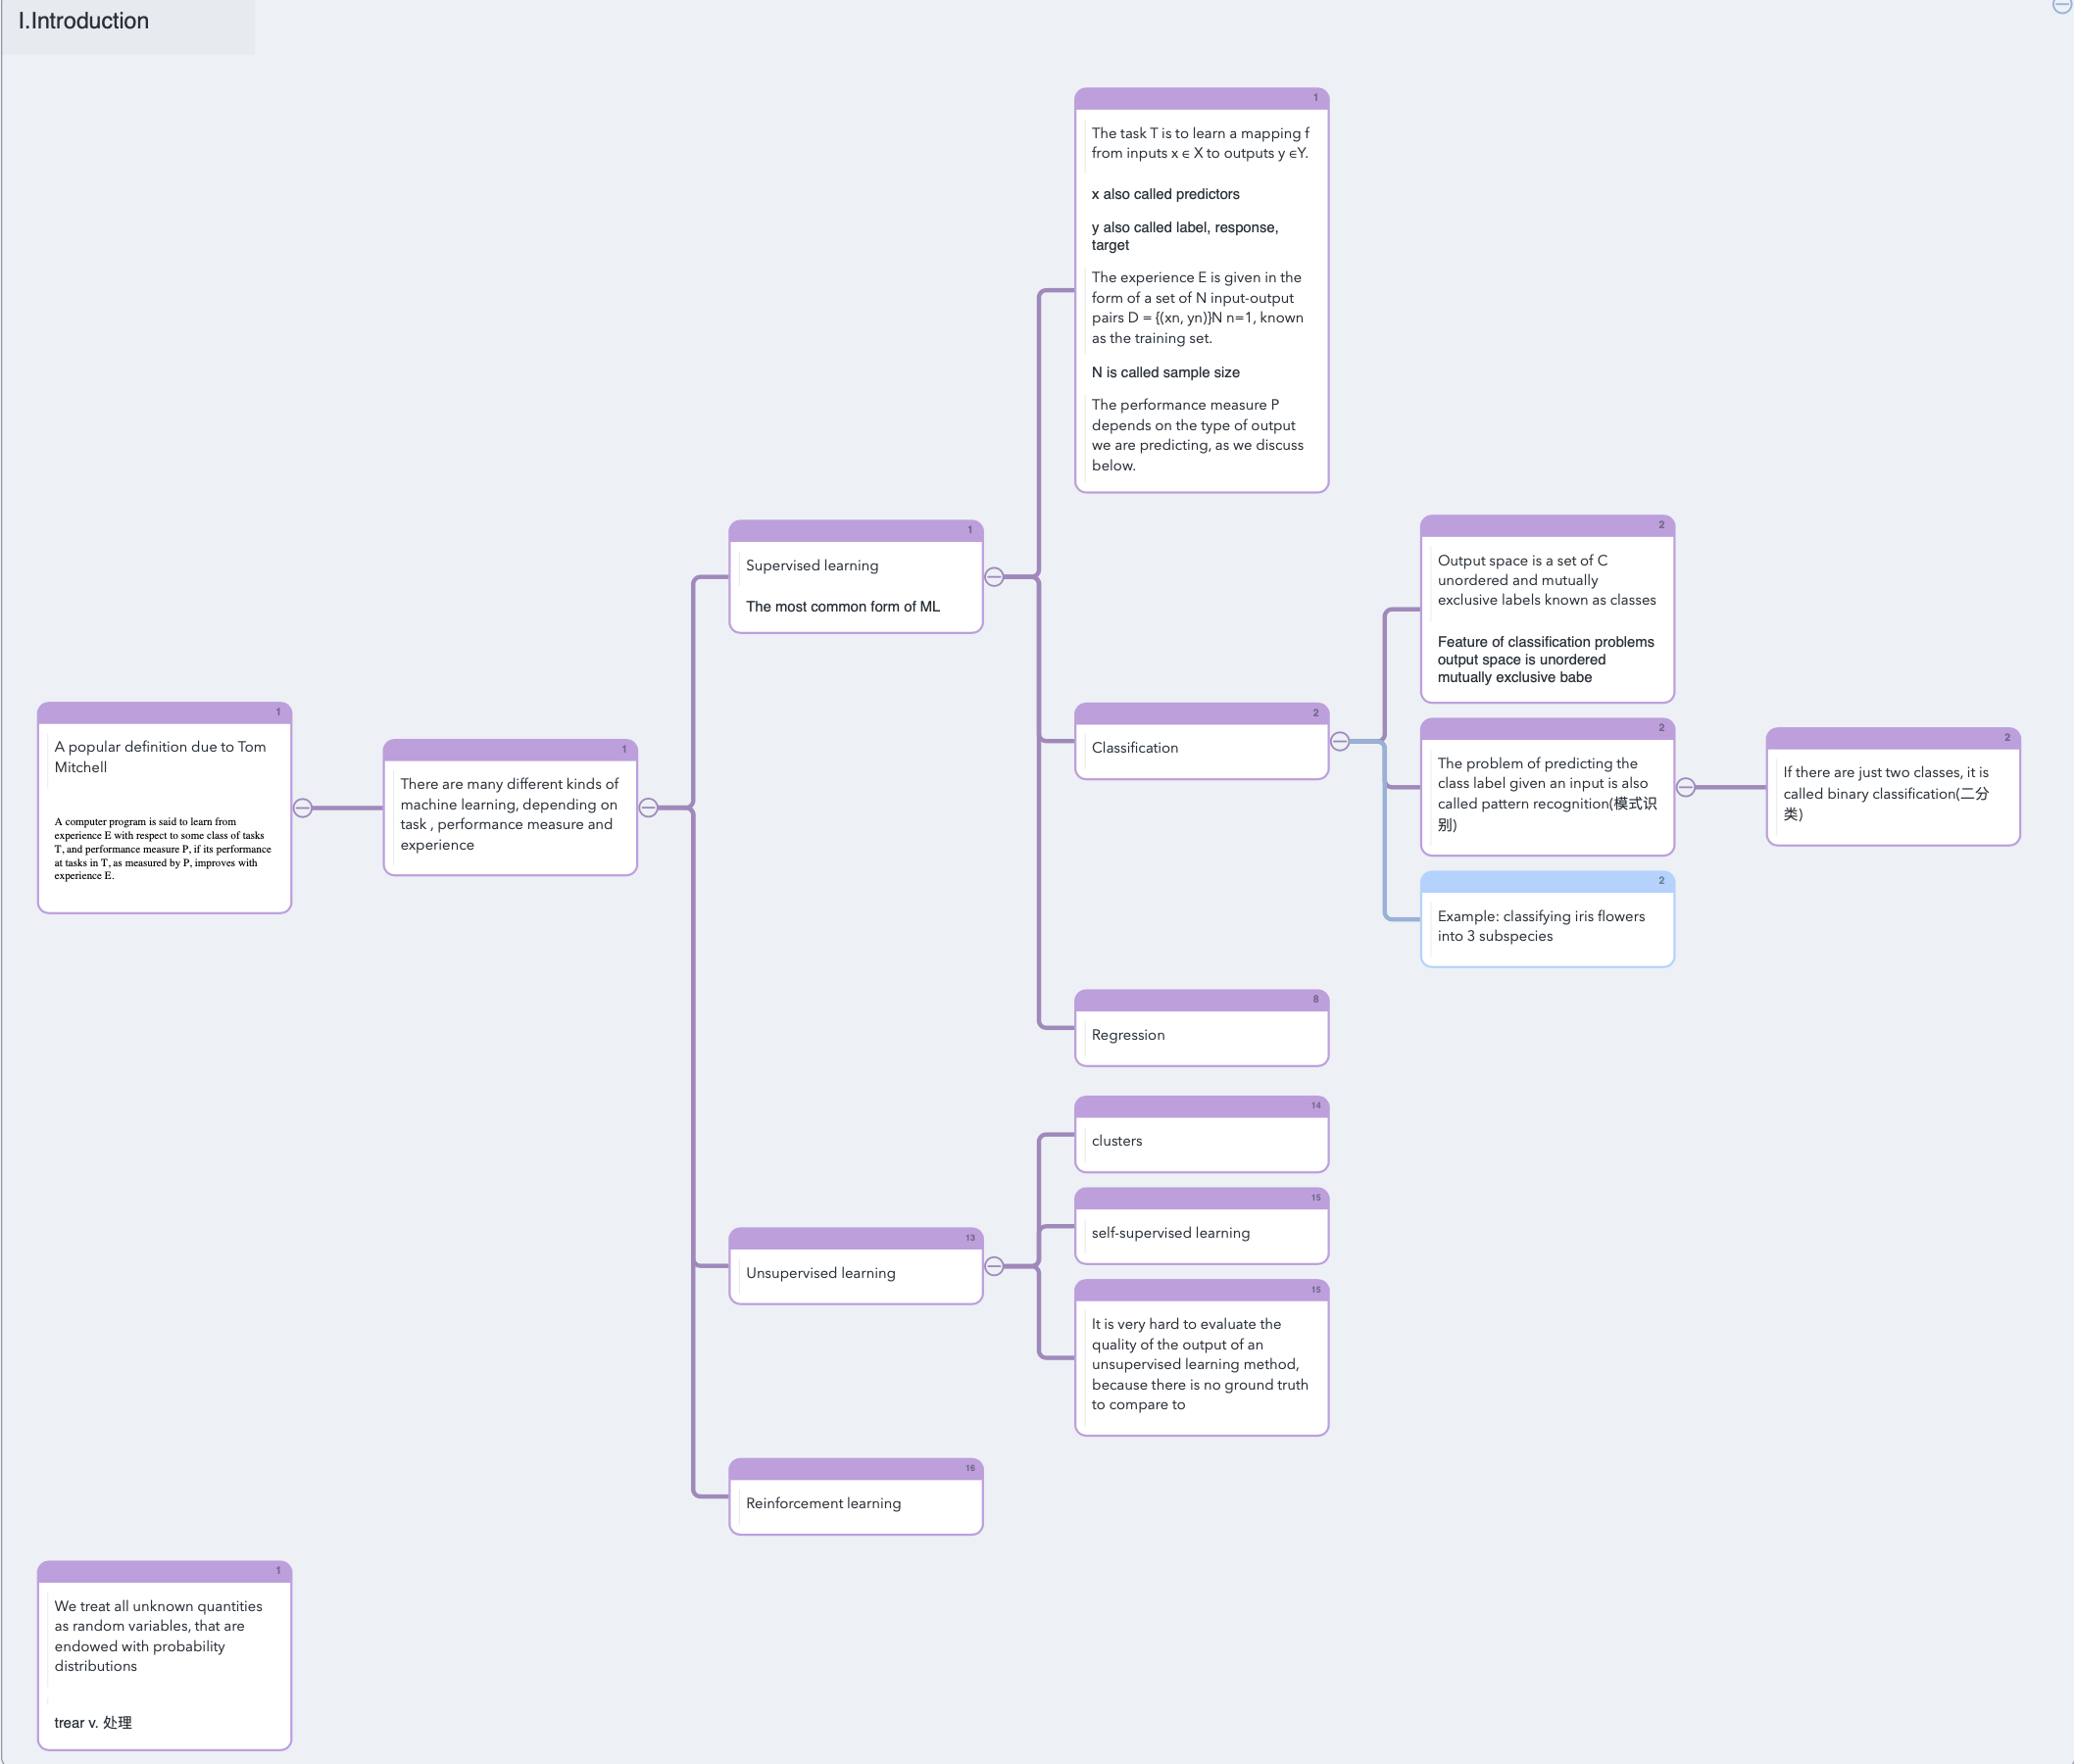 I.Introduction
1
A popular definition due to Tom
Mitchell
A computer program is said to learn from
experience E with respect to some class of tasks
T, and performance measure P, if its performance
at tasks in T, as measured by P, improves with
experience E.
1
There are many different kinds of
machine learning, depending on
task , performance measure and
experience
1
Supervised learning
The most common form of ML
1
The task T is to learn a mapping f
from inputs x ∈ X to outputs y ∈Y.
x also called predictors
y also called label, response,
target
The experience E is given in the
form of a set of N input-output
pairs D = {(xn, yn)}N n=1, known
as the training set.
N is called sample size
The performance measure P
depends on the type of output
we are predicting, as we discuss
below.
2
Classification
2
Output space is a set of C
unordered and mutually
exclusive labels known as classes
Feature of classification problems
output space is unordered
mutually exclusive babe
2
The problem of predicting the
class label given an input is also
called pattern recognition(模式识
别)
2
If there are just two classes, it is
called binary classification(二分
类)
2
Example: classifying iris flowers
into 3 subspecies
8
Regression
13
Unsupervised learning
14
clusters
15
self-supervised learning
15
It is very hard to evaluate the
quality of the output of an
unsupervised learning method,
because there is no ground truth
to compare to
16
Reinforcement learning
1
We treat all unknown quantities
as random variables, that are
endowed with probability
distributions
trear v. 处理